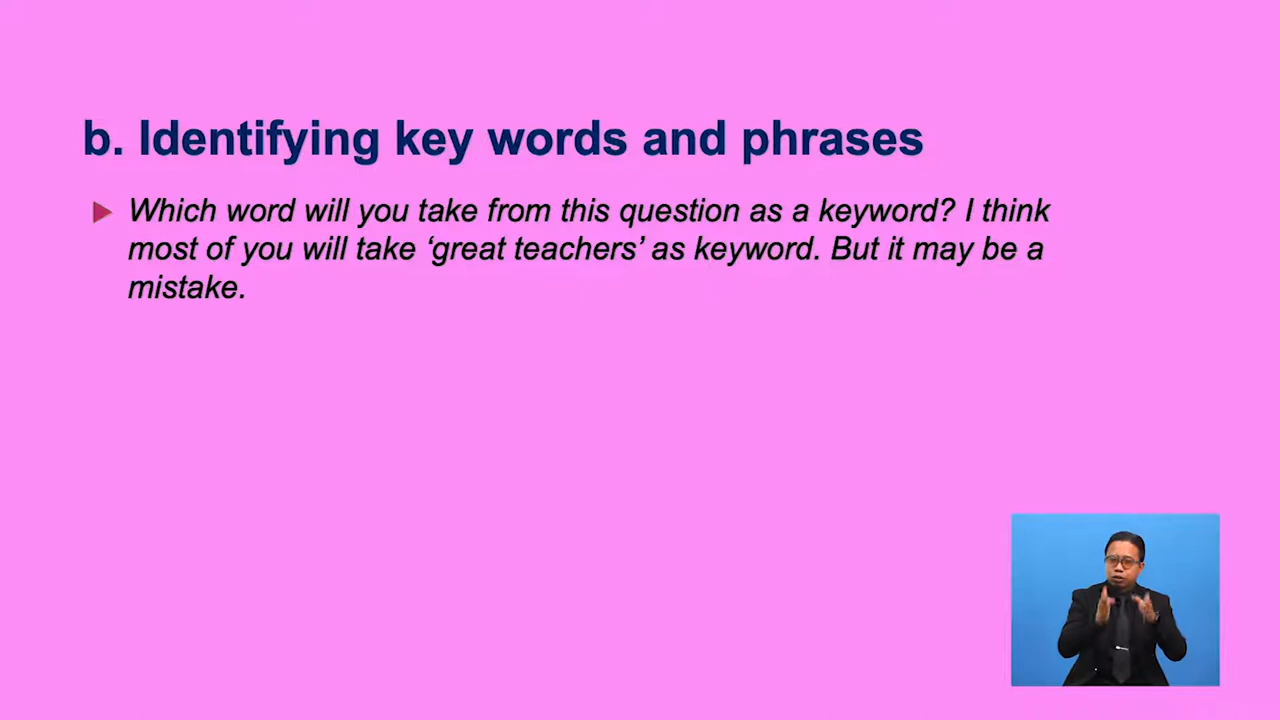 b. Identifying key words and phrases
Which word will you take from this question as a keyword? I think
most of you will take ‘great teachers’ as keyword. But it may be a
mistake.